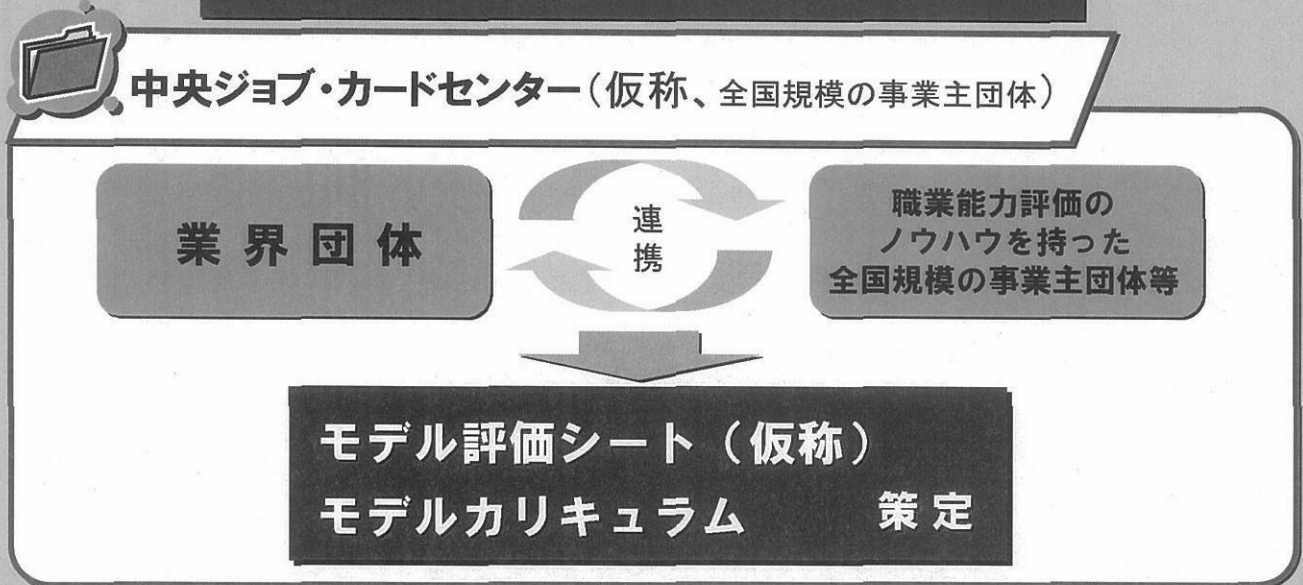 中央ジョブ・カードセンター(仮称、全国規模の事業主団体)
業界団体
連
携
職業能力評価の
ノウハウを持った
全国規模の事業主団体等
モデル評価シート(仮称)
モデルカリキュラム 策定